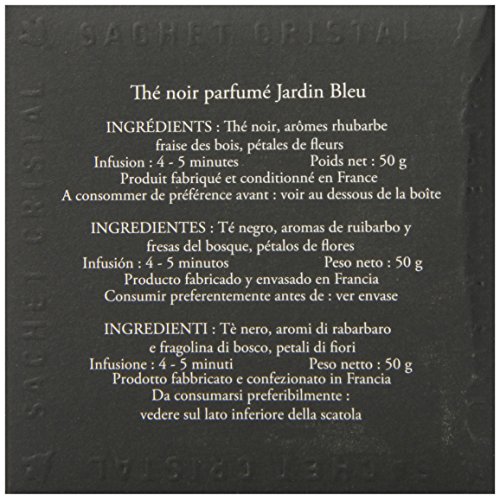 SACHET CRISTAL
Thé noir parfumé Jardin Bleu
INGRÉDIENTS : Thé noir, arômes rhubarbe
fraise des bois, pétales de fleurs
Infusion : 4 - 5 minutes Poids net : 50 g
Produit fabriqué et conditionné en France
A consommer de préférence avant : voir au dessous de la boîte
INGREDIENTES : Té negro, aromas de ruibarbo y
fresas del bosque, pétalos de flores
Infusión : 4 - 5 minutos Peso neto : 50 g
Producto fabricado y envasado en Francia
Consumir preferentemente antes de : ver envase
INGREDIENTI : Tè nero, aromi di rabarbaro
e fragolina di bosco, petali di fiori
Infusione : 4 - 5 minuti Peso netto : 50 g
Prodotto fabbricato e confezionato in Francia
Da consumarsi preferibilmente :
vedere sul lato inferiore della scatola
SACHET CRISTAL
SACHET CRISTAL